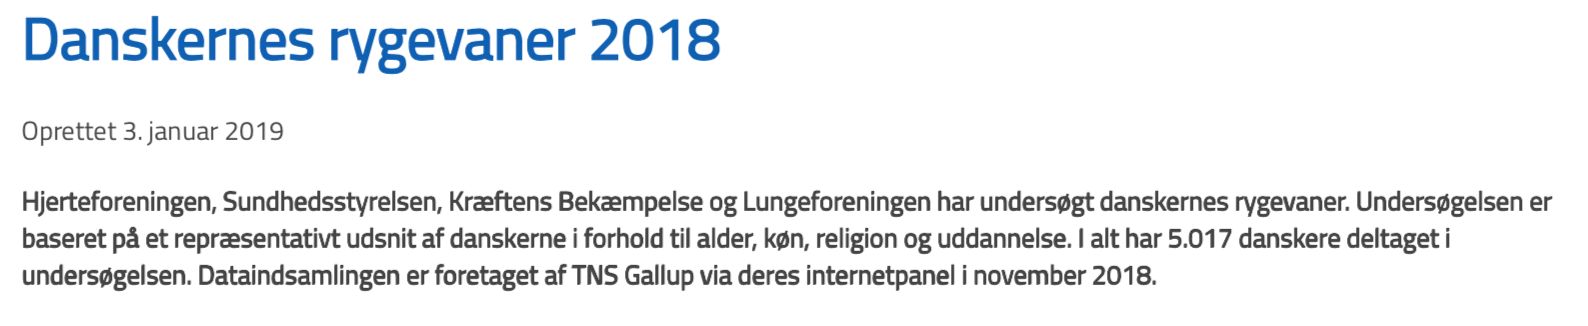 Danskernes rygevaner 2018
Oprettet 3. januar 2019
Hjerteforeningen, Sundhedsstyrelsen, Kræftens Bekæmpelse og Lungeforeningen har undersøgt danskernes rygevaner. Undersøgelsen er
baseret på et repræsentativt udsnit af danskerne i forhold til alder, køn, religion og uddannelse. I alt har 5.017 danskere deltaget i
undersøgelsen. Dataindsamlingen er foretaget af TNS Gallup via deres internetpanel i november 2018.